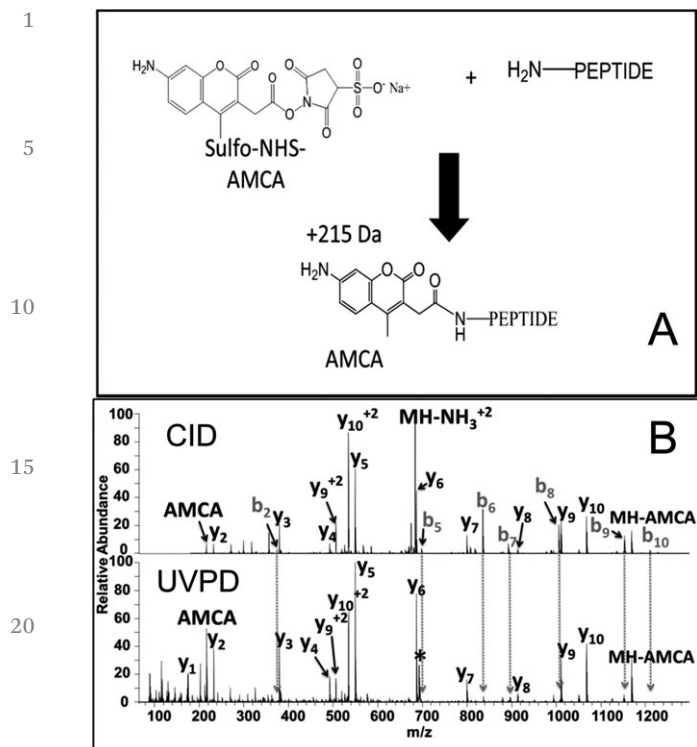 1
5
10
15
20
H₂N
O
O
O
O
N
O
O
O
S
O
O⁻ Na+
+
H₂N—PEPTIDE
Sulfo-NHS-
AMCA
+215 Da
H₂N
O
O
O
N
H
PEPTIDE
AMCA
A
B
CID
100
80
60
40
20
0
AMCA
y₂
b₂
y₃
y₄
y₉⁺²
y₁₀⁺²
y₅
MH-NH₃⁺²
y₆
b₅
y₇
b₆
b₇
y₈
b₈
y₉
y₁₀
b₉
MH-AMCA
b₁₀
Relative Abundance
UVPD
100
80
60
40
20
0
y₁
AMCA
y₂
y₃
y₄
y₉⁺²
y₁₀⁺²
y₅
y₆
*
y₇
y₈
y₉
y₁₀
MH-AMCA
100 200 300 400 500 600 700 800 900 1000 1100 1200
m/z